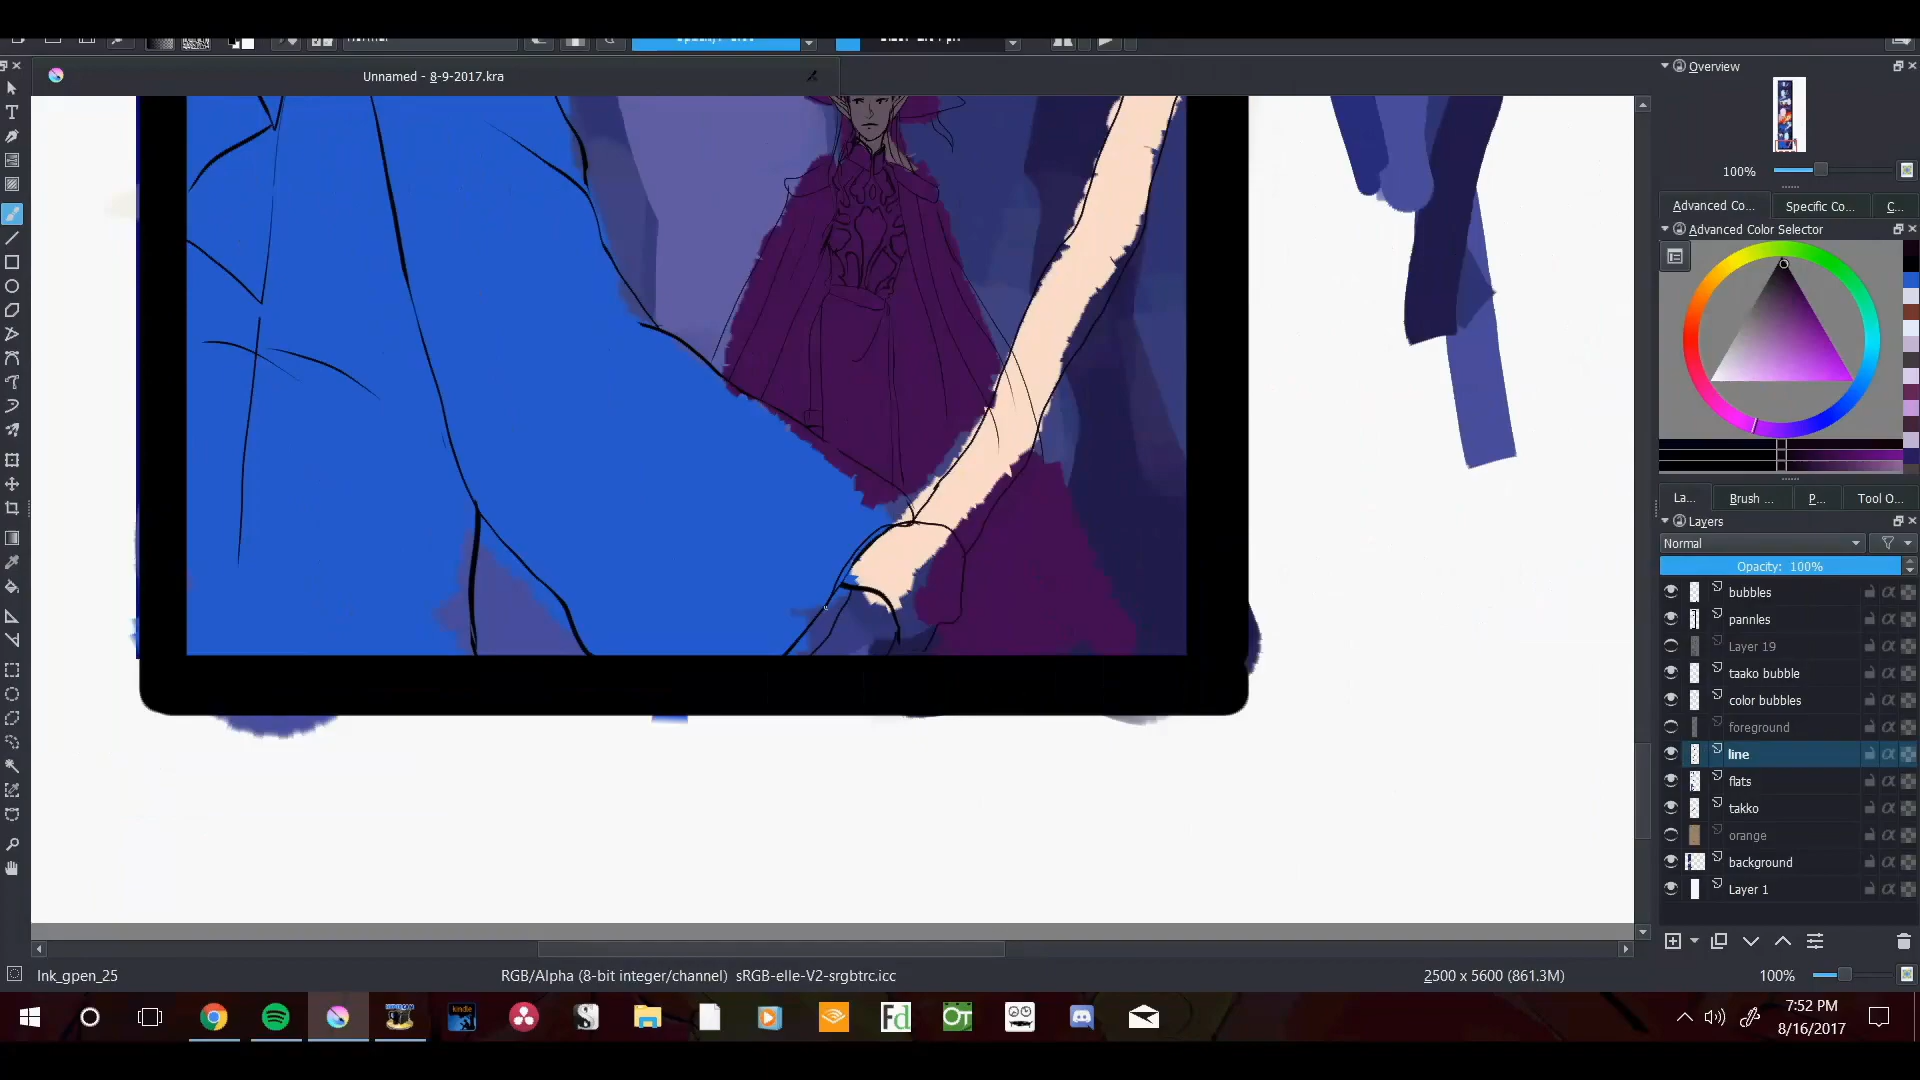 Unnamed - 8-9-2017.kra
Overview
100%
Advanced Co...
Specific Co...
C...
Advanced Color Selector
La...
Brush ...
P...
Tool O...
Layers
Normal
Opacity: 100%
bubbles
pannles
Layer 19
taako bubble
color bubbles
foreground
line
flats
takko
orange
background
Layer 1
Ink_gpen_25
RGB/Alpha (8-bit integer/channel) sRGB-elle-V2-srgbtrc.icc
2500 x 5600 (861.3M)
100%
kindle
S
Fd
OT
7:52 PM
8/16/2017